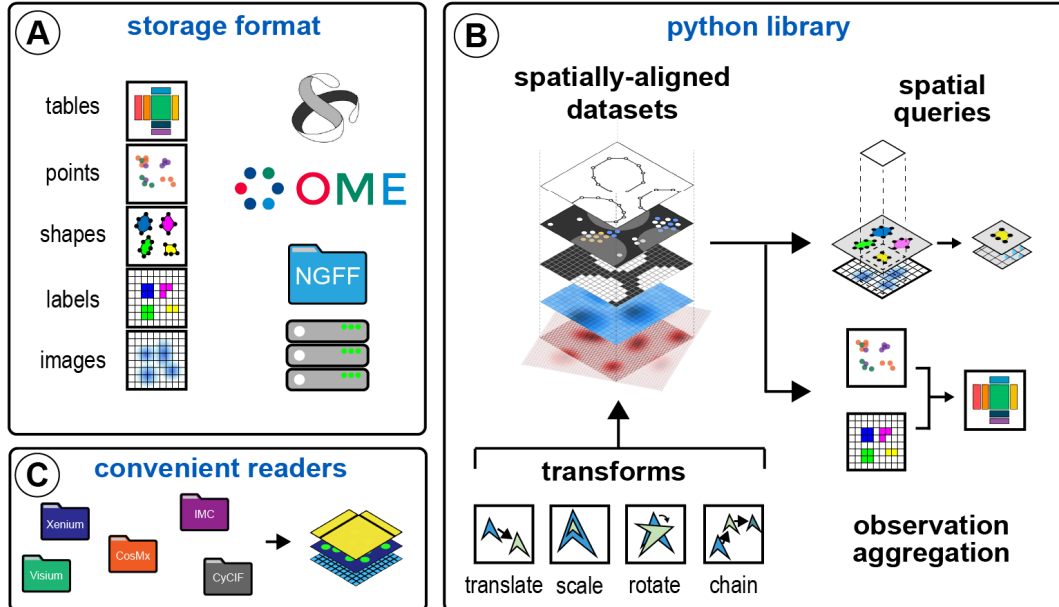 A
storage format
tables
points
shapes
labels
images
OME
NGFF
B
python library
spatially-aligned
datasets
spatial
queries
transforms
translate
scale
rotate
chain
observation
aggregation
C
convenient readers
Xenium
IMC
CosMx
Visium
CyCIF